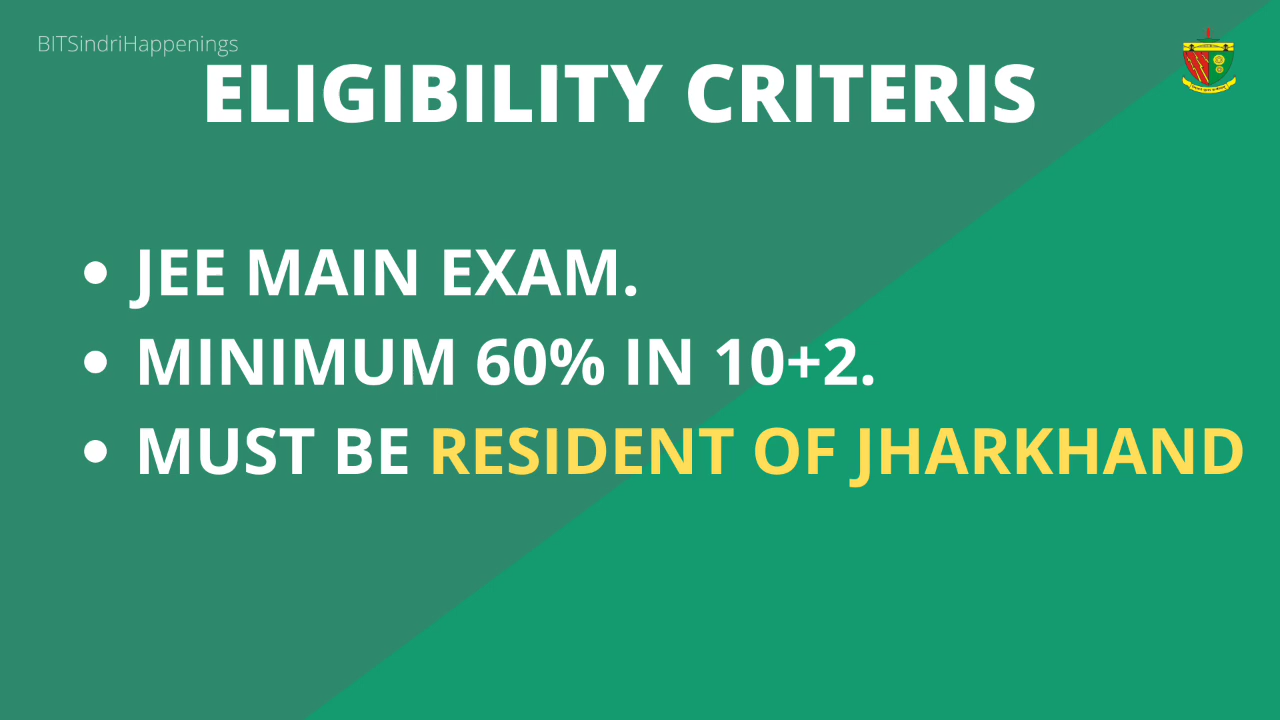 BITSindriHappenings
ELIGIBILITY CRITERIS
• JEE MAIN EXAM.
• MINIMUM 60% IN 10+2.
• MUST BE RESIDENT OF JHARKHAND